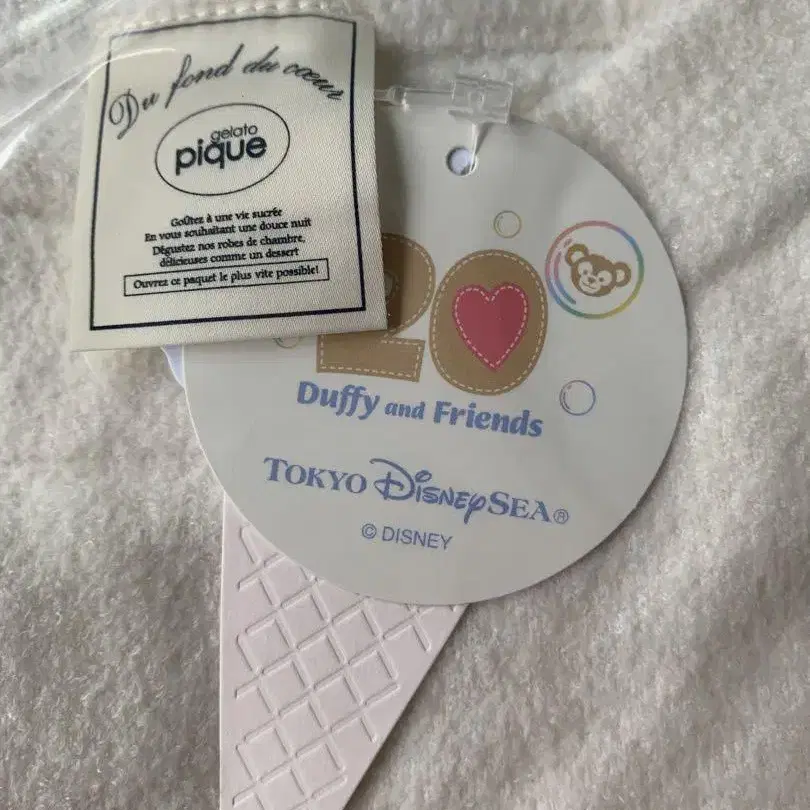 Du fond du cœur
gelato
pique
Goûtez à une vie sucrée
En vous souhaitant une douce nuit
Dégustez nos robes de chambre,
délicieuses comme un dessert
Ouvrez ce paquet le plus vite possible!
20
Duffy and Friends
TOKYO DISNEYSEA®
© DISNEY